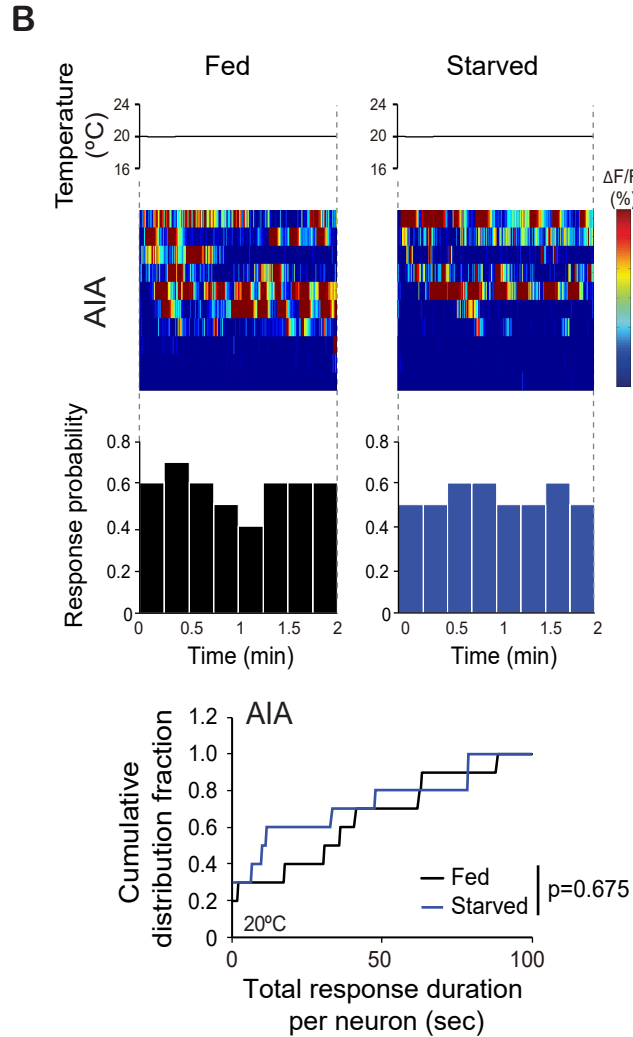 B
Fed
Starved
Temperature
(ºC)
24
20
16
24
20
16
ΔF/F
(%)
AIA
Response probability
0.8
0.6
0.4
0.2
0
0.8
0.6
0.4
0.2
0
0 0.5 1 1.5 2
0 0.5 1 1.5 2
Time (min)
Time (min)
AIA
Cumulative
distribution fraction
1.2
1.0
0.8
0.6
0.4
0.2
0
Fed
Starved
p=0.675
20ºC
0 50 100
Total response duration
per neuron (sec)